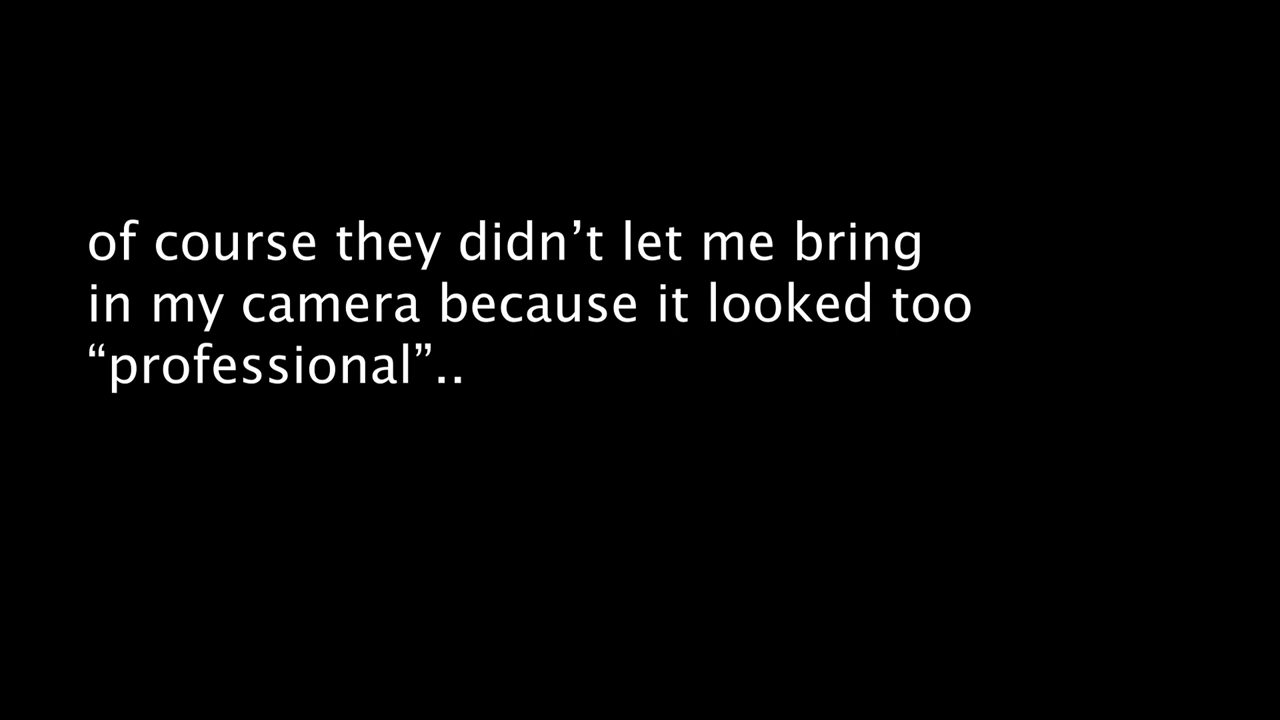 of course they didn’t let me bring
in my camera because it looked too
“professional”..